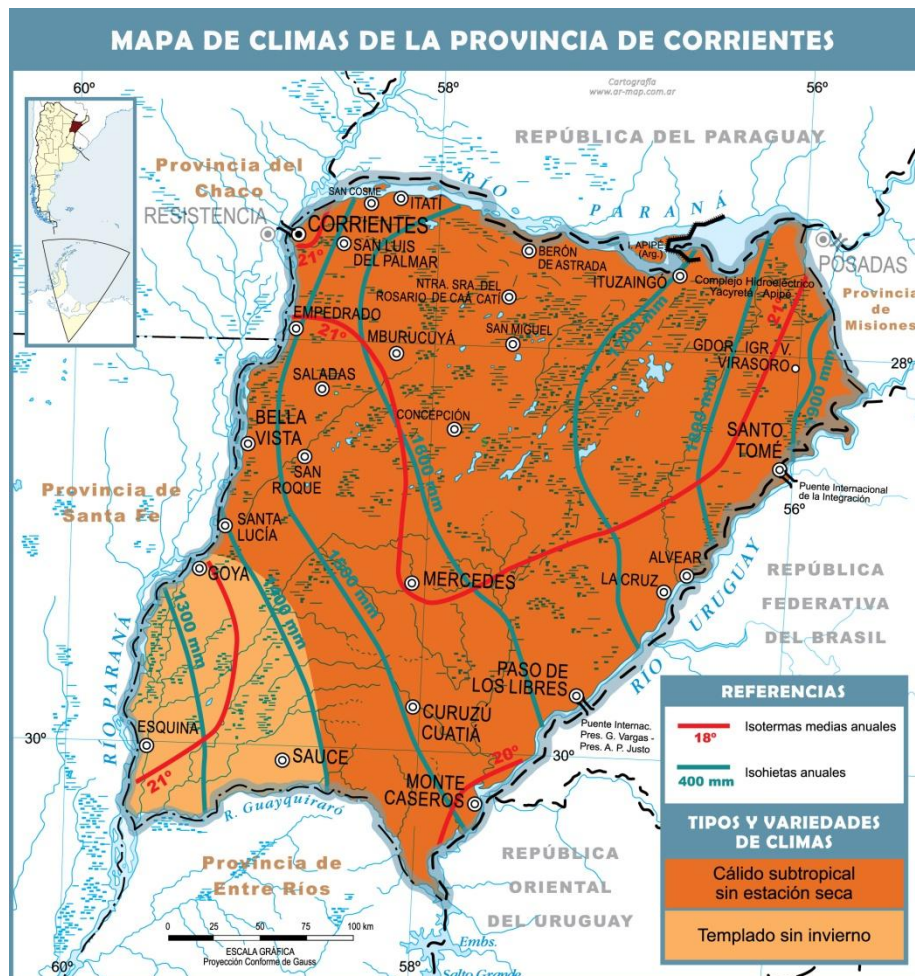 MAPA DE CLIMAS DE LA PROVINCIA DE CORRIENTES
60º
58º
56º
Cartografía
www.ar-map.com.ar
REPÚBLICA DEL PARAGUAY
Provincia del
Chaco
RESISTENCIA
SAN COSME
ITATÍ
RÍO
PARANÁ
CORRIENTES
21º
SAN LUIS
DEL PALMAR
BERÓN
DE ASTRADA
I. APIPÉ
(Arg.)
ITUZAINGO
Complejo Hidroeléctrico
Yacyretá - Apipé
POSADAS
Provincia
de
Misiones
NTRA. SRA. DEL
ROSARIO DE CAÁ CATÍ
EMPEDRADO
21º
MBURUCUYÁ
SAN MIGUEL
21º
GDOR. IGR. V.
VIRASORO
28º
SALADAS
BELLA
VISTA
CONCEPCIÓN
1600 mm
1900 mm
SANTO
TOMÉ
SAN
ROQUE
Puente Internacional
de la Integración
56º
Provincia de
Santa Fe
SANTA
LUCÍA
GOYA
1500 mm
1400 mm
1300 mm
MERCEDES
ALVEAR
LA CRUZ
REPÚBLICA
FEDERATIVA
DEL BRASIL
RÍO URUGUAY
RÍO PARANÁ
PASO DE
LOS LIBRES
CURUZÚ
CUATIÁ
Puente Internac.
Pres. G. Vargas -
Pres. A. P. Justo
30º
ESQUINA
21º
SAUCE
20º
30º
MONTE
CASEROS
R. Guayquiraró
Provincia de
Entre Ríos
REPÚBLICA
ORIENTAL
DEL URUGUAY
REFERENCIAS
18º
Isotermas medias anuales
400 mm
Isohietas anuales
TIPOS Y VARIEDADES
DE CLIMAS
Cálido subtropical
sin estación seca
Templado sin invierno
0 25 50 75 100 km
ESCALA GRÁFICA
Proyección Conforme de Gauss
Embs.
Salto Grande
60º
58º